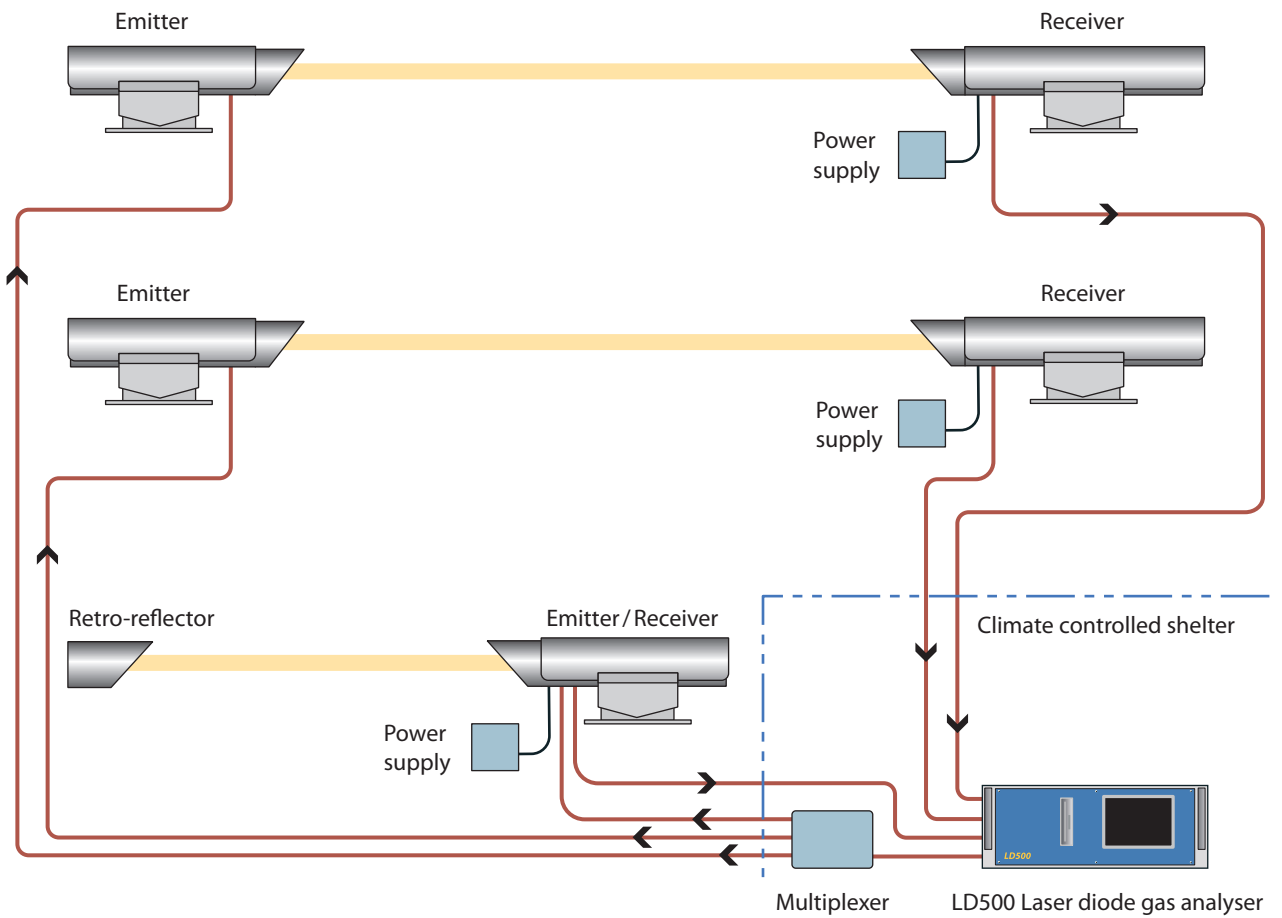 Emitter
Receiver
Power
supply
Emitter
Receiver
Power
supply
Retro-reflector
Emitter / Receiver
Climate controlled shelter
Power
supply
LD500
Multiplexer
LD500 Laser diode gas analyser